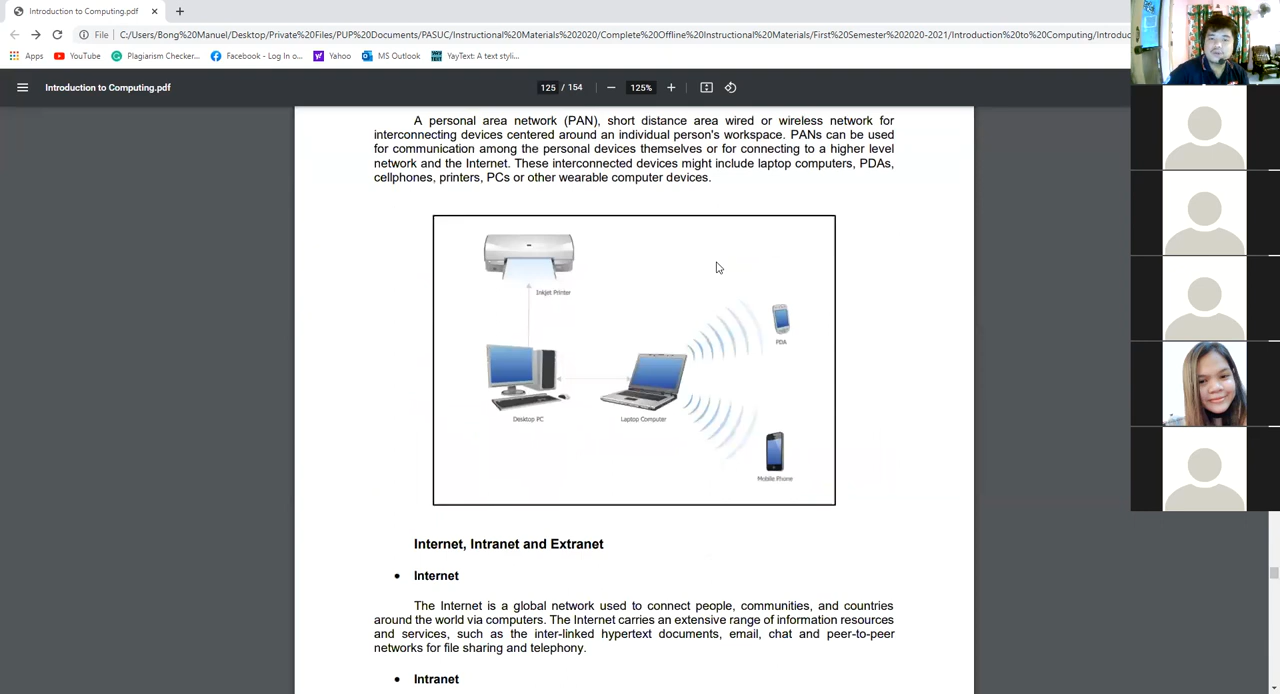 Introduction to Computing.pdf
File
C:/Users/Bong%20Manuel/Desktop/Private%20Files/PUP%20Documents/PASUC/Instructional%20Materials%202020/Complete%20Offline%20Instructional%20Materials/First%20Semester%202020-2021/Introduction%20to%20Computing/Introduc
Apps YouTube Plagiarism Checker... Facebook - Log In o... Yahoo MS Outlook YayText: A text styli...
Introduction to Computing.pdf 125 / 154 125%
A personal area network (PAN), short distance area wired or wireless network for
interconnecting devices centered around an individual person's workspace. PANs can be used
for communication among the personal devices themselves or for connecting to a higher level
network and the Internet. These interconnected devices might include laptop computers, PDAs,
cellphones, printers, PCs or other wearable computer devices.
Inkjet Printer
PDA
Desktop PC
Laptop Computer
Mobile Phone
Internet, Intranet and Extranet
• Internet
The Internet is a global network used to connect people, communities, and countries
around the world via computers. The Internet carries an extensive range of information resources
and services, such as the inter-linked hypertext documents, email, chat and peer-to-peer
networks for file sharing and telephony.
• Intranet